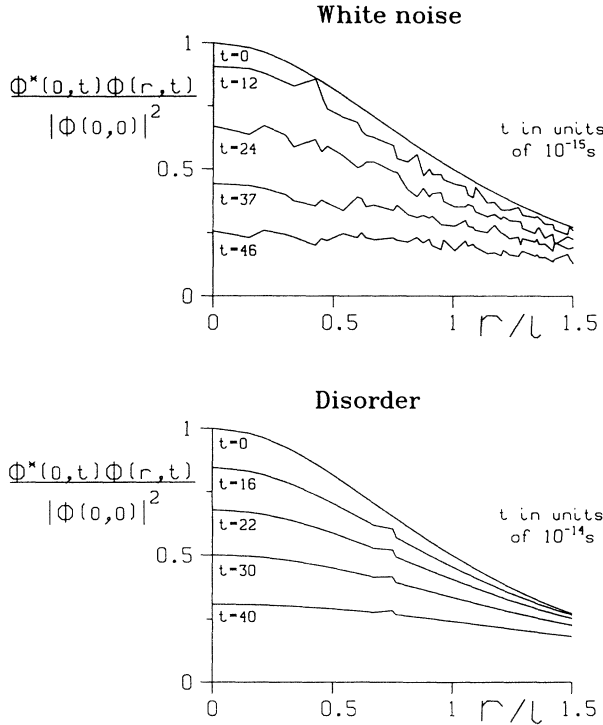 White noise
1
Φ*(0,t)Φ(r,t)
|Φ(0,0)|²
t=0
t=12
t in units
of 10⁻¹⁵s
t=24
0.5
t=37
t=46
0
0 0.5 1 r/l 1.5
Disorder
1
Φ*(0,t)Φ(r,t)
|Φ(0,0)|²
t=0
t=16
t in units
of 10⁻¹⁴s
t=22
0.5
t=30
t=40
0
0 0.5 1 r/l 1.5